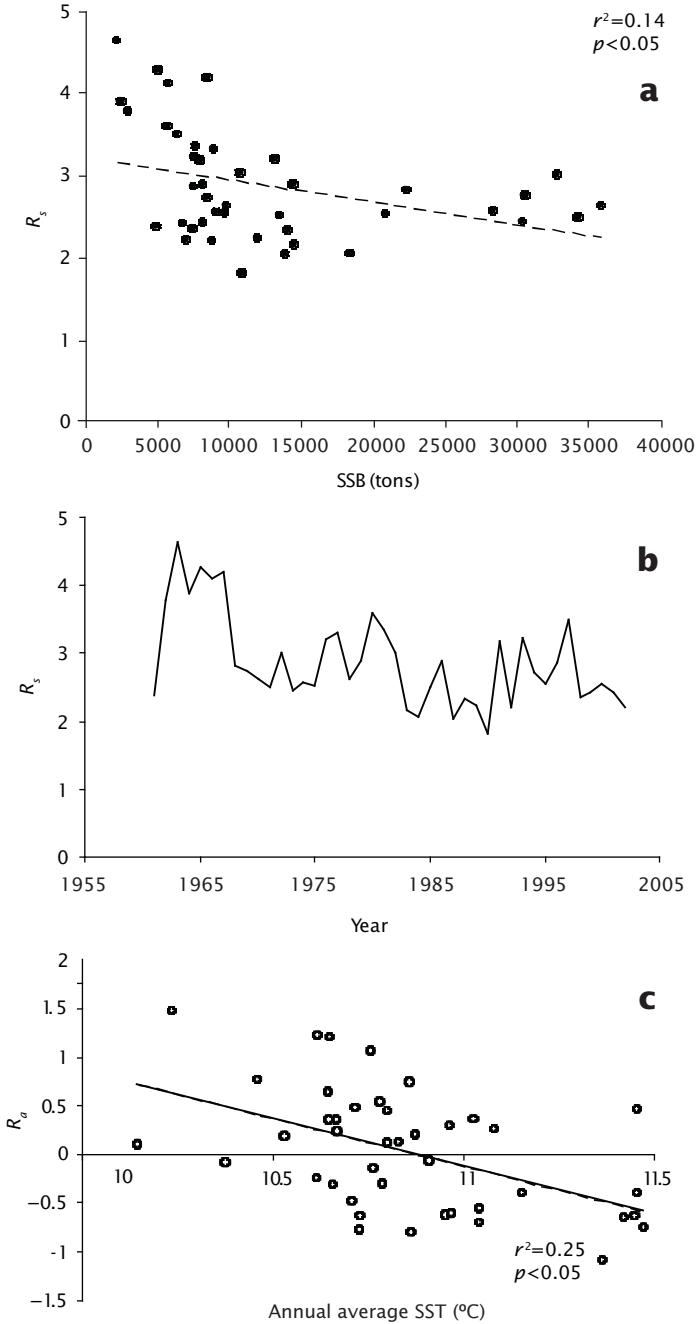 5
r²=0.14
p<0.05
a
4
3
Rs
2
1
0
0 5000 10000 15000 20000 25000 30000 35000 40000
SSB (tons)
5
b
4
3
Rs
2
1
0
1955 1965 1975 1985 1995 2005
Year
2
c
1.5
1
0.5
Ra
0
10 105 11 11.5
−0.5
-1
r²=0.25
p<0.05
−1.5
Annual average SST (ºC)